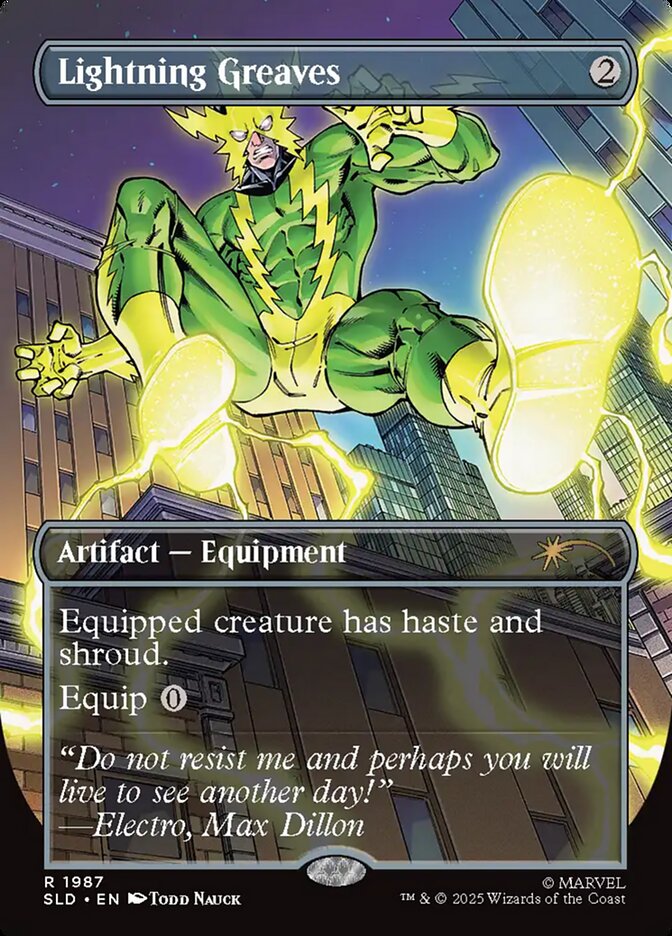 Lightning Greaves 2
Artifact — Equipment
Equipped creature has haste and
shroud.
Equip 0
“Do not resist me and perhaps you will
live to see another day!”
—Electro, Max Dillon
R 1987
SLD • EN Todd Nauck
© MARVEL
™ & © 2025 Wizards of the Coast